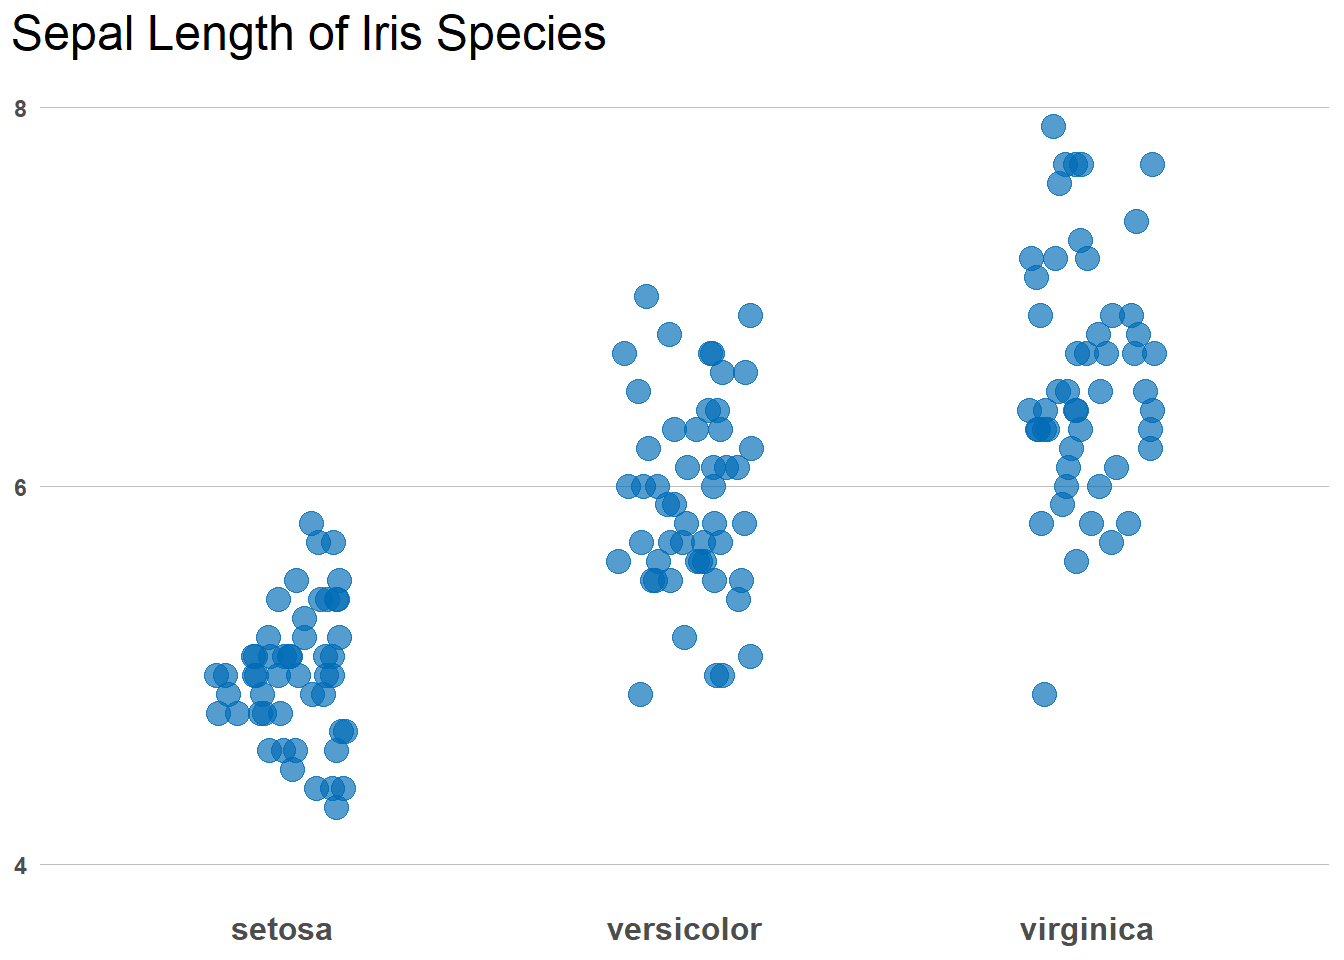 Sepal Length of Iris Species
8
6
4
setosa
versicolor
virginica